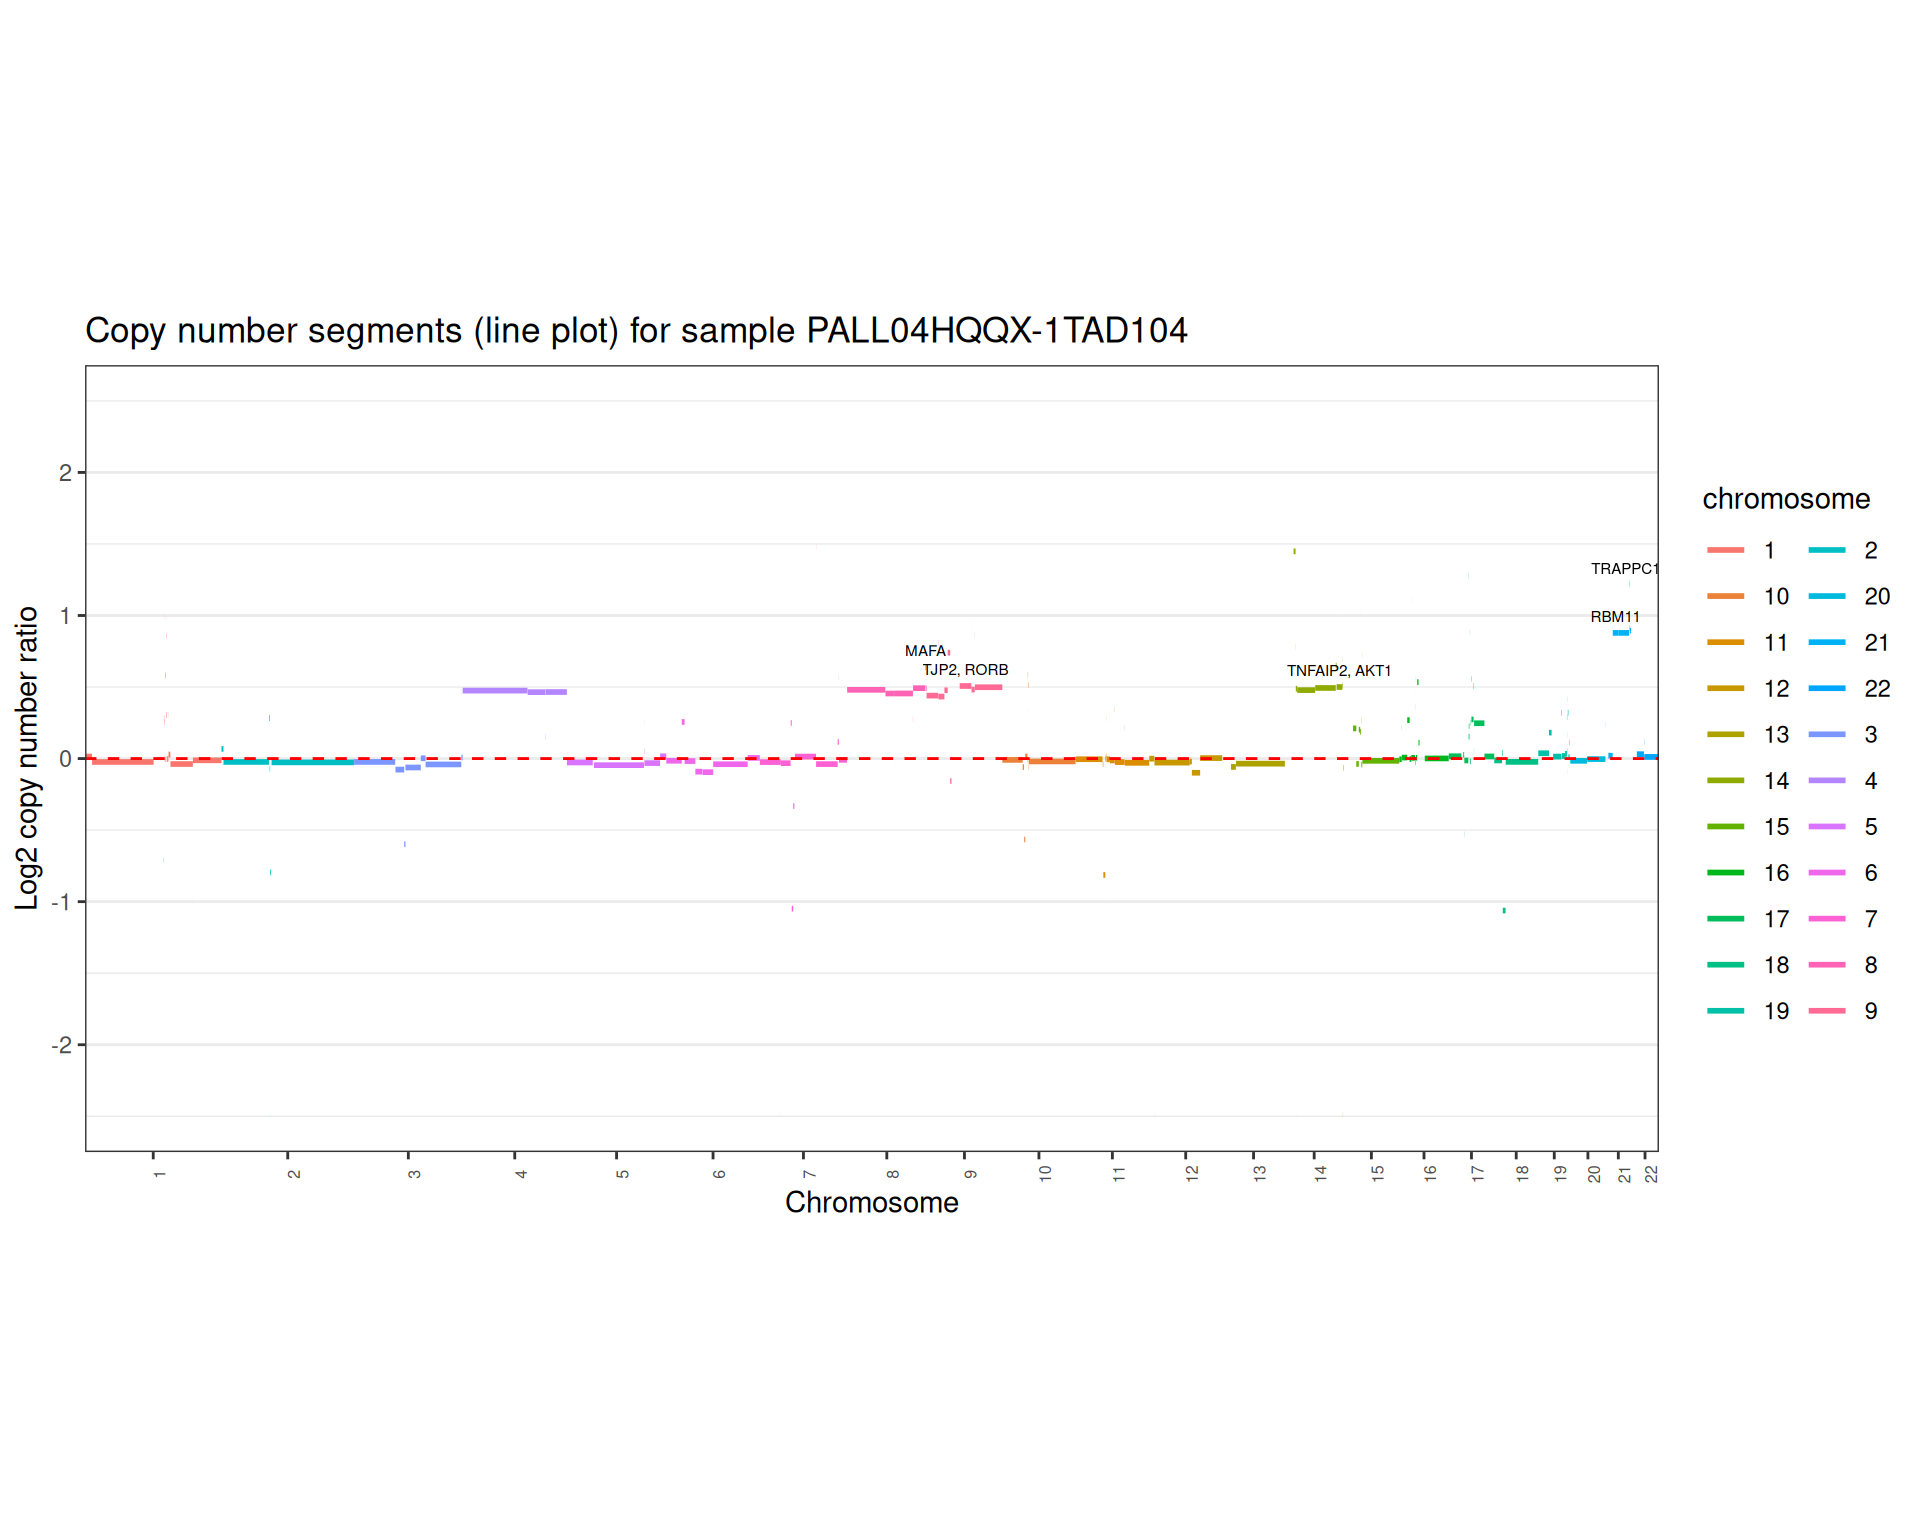 Copy number segments (line plot) for sample PALL04HQQX-1TAD104
Log2 copy number ratio
2
1
0
-1
-2
MAFA
TJP2, RORB
TNFAIP2, AKT1
TRAPPC1
RBM11
1 2 3 4 5 6 7 8 9 10 11 12 13 14 15 16 17 18 19 20 21 22
Chromosome
chromosome
1 2
10 20
11 21
12 22
13 3
14 4
15 5
16 6
17 7
18 8
19 9